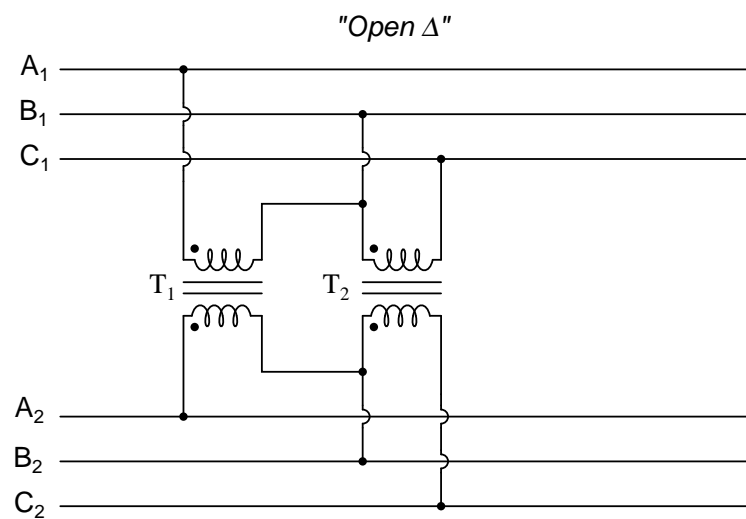 "Open Δ"
A₁
B₁
C₁
T₁ T₂
A₂
B₂
C₂